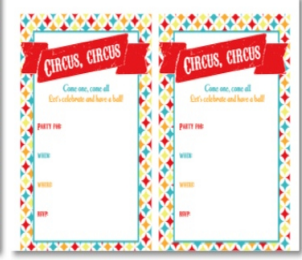 CIRCUS, CIRCUS
Come one, come all
Let's celebrate and have a ball!
PARTY FOR
WHEN
WHERE
RSVP
CIRCUS, CIRCUS
Come one, come all
Let's celebrate and have a ball!
PARTY FOR
WHEN
WHERE
RSVP